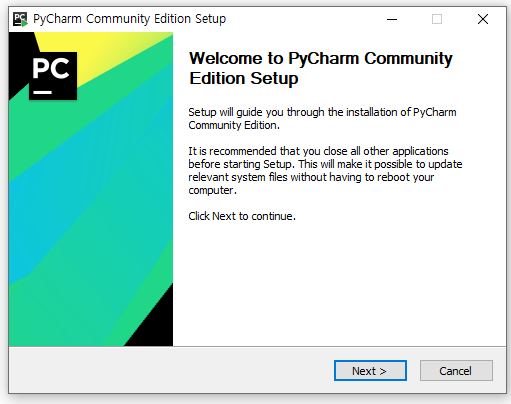 PyCharm Community Edition Setup
PC
Welcome to PyCharm Community
Edition Setup
Setup will guide you through the installation of PyCharm
Community Edition.
It is recommended that you close all other applications
before starting Setup. This will make it possible to update
relevant system files without having to reboot your
computer.
Click Next to continue.
Next >
Cancel